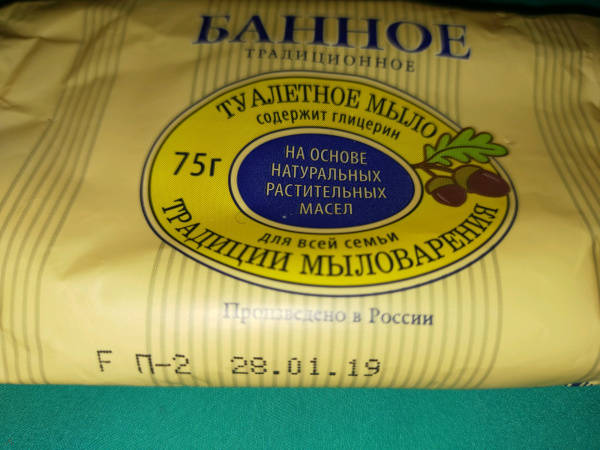 БАННОЕ
ТРАДИЦИОННОЕ
ТУАЛЕТНОЕ МЫЛО
содержит глицерин
75г
НА ОСНОВЕ
НАТУРАЛЬНЫХ
РАСТИТЕЛЬНЫХ
МАСЕЛ
для всей семьи
ТРАДИЦИИ МЫЛОВАРЕНИЯ
Произведено в России
F П-2 28.01.19